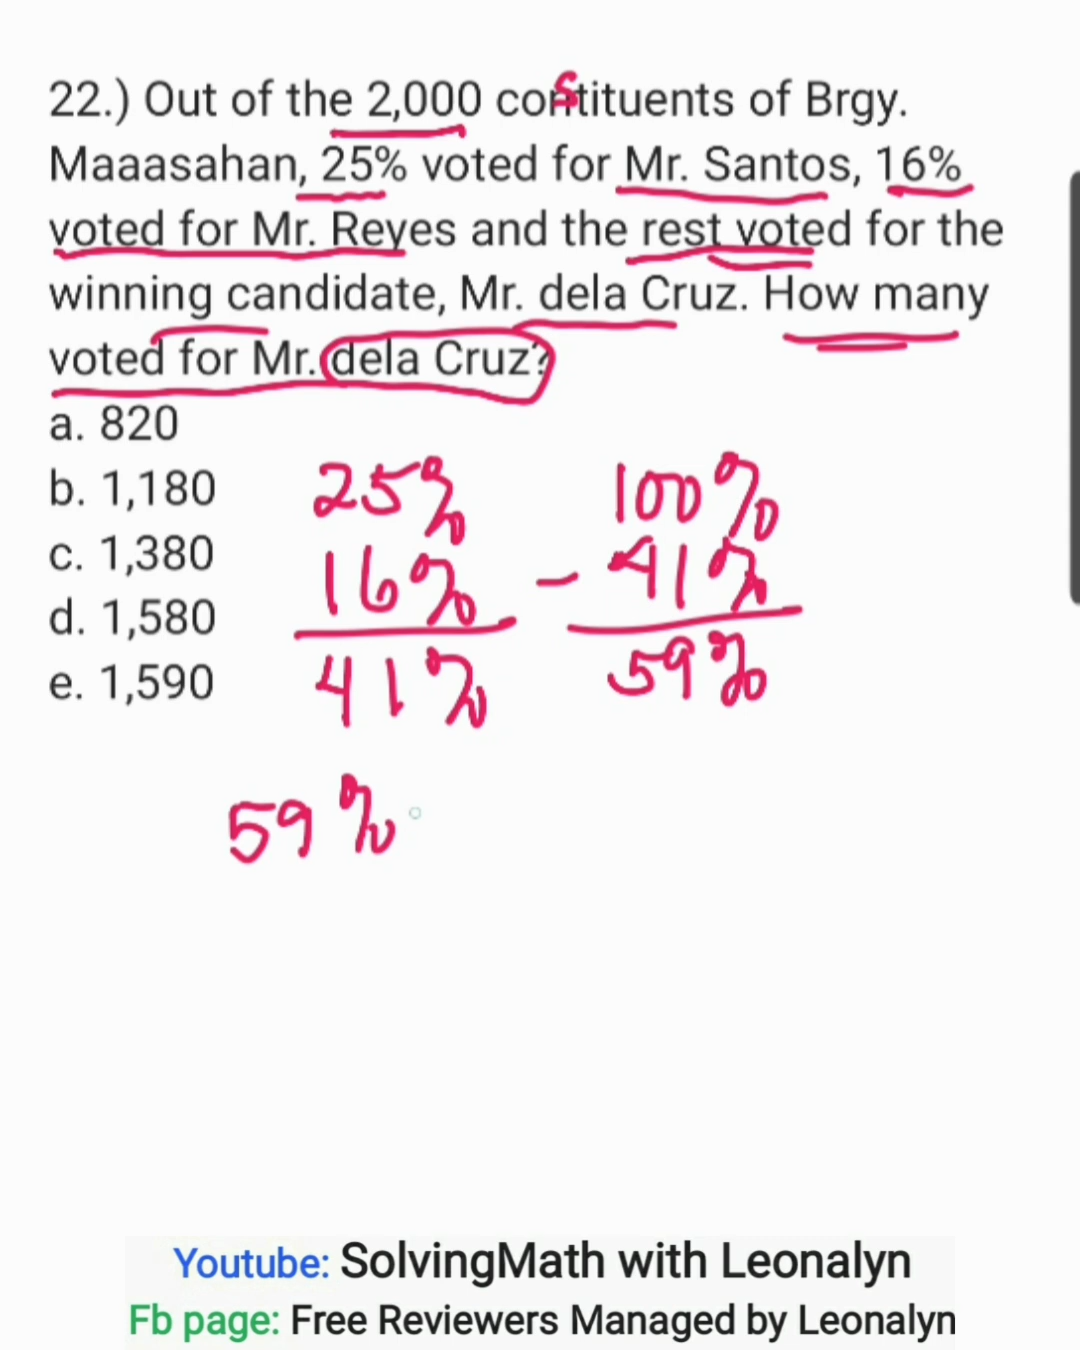 22.) Out of the 2,000 constituents of Brgy.
Maaasahan, 25% voted for Mr. Santos, 16%
voted for Mr. Reyes and the rest voted for the
winning candidate, Mr. dela Cruz. How many
voted for Mr. dela Cruz?
a. 820
b. 1,180
c. 1,380
d. 1,580
e. 1,590
25%
16%
41%
100%
- 41%
59%
59%
Youtube: SolvingMath with Leonalyn
Fb page: Free Reviewers Managed by Leonalyn